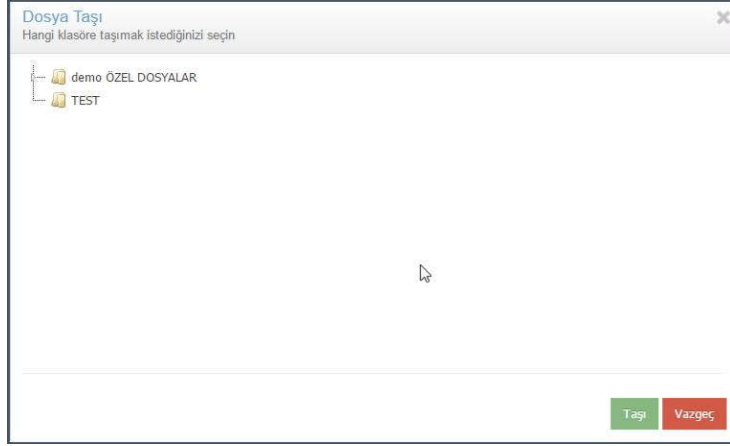 Dosya Taşı
Hangi klasöre taşımak istediğinizi seçin
demo ÖZEL DOSYALAR
TEST
Taşı
Vazgeç